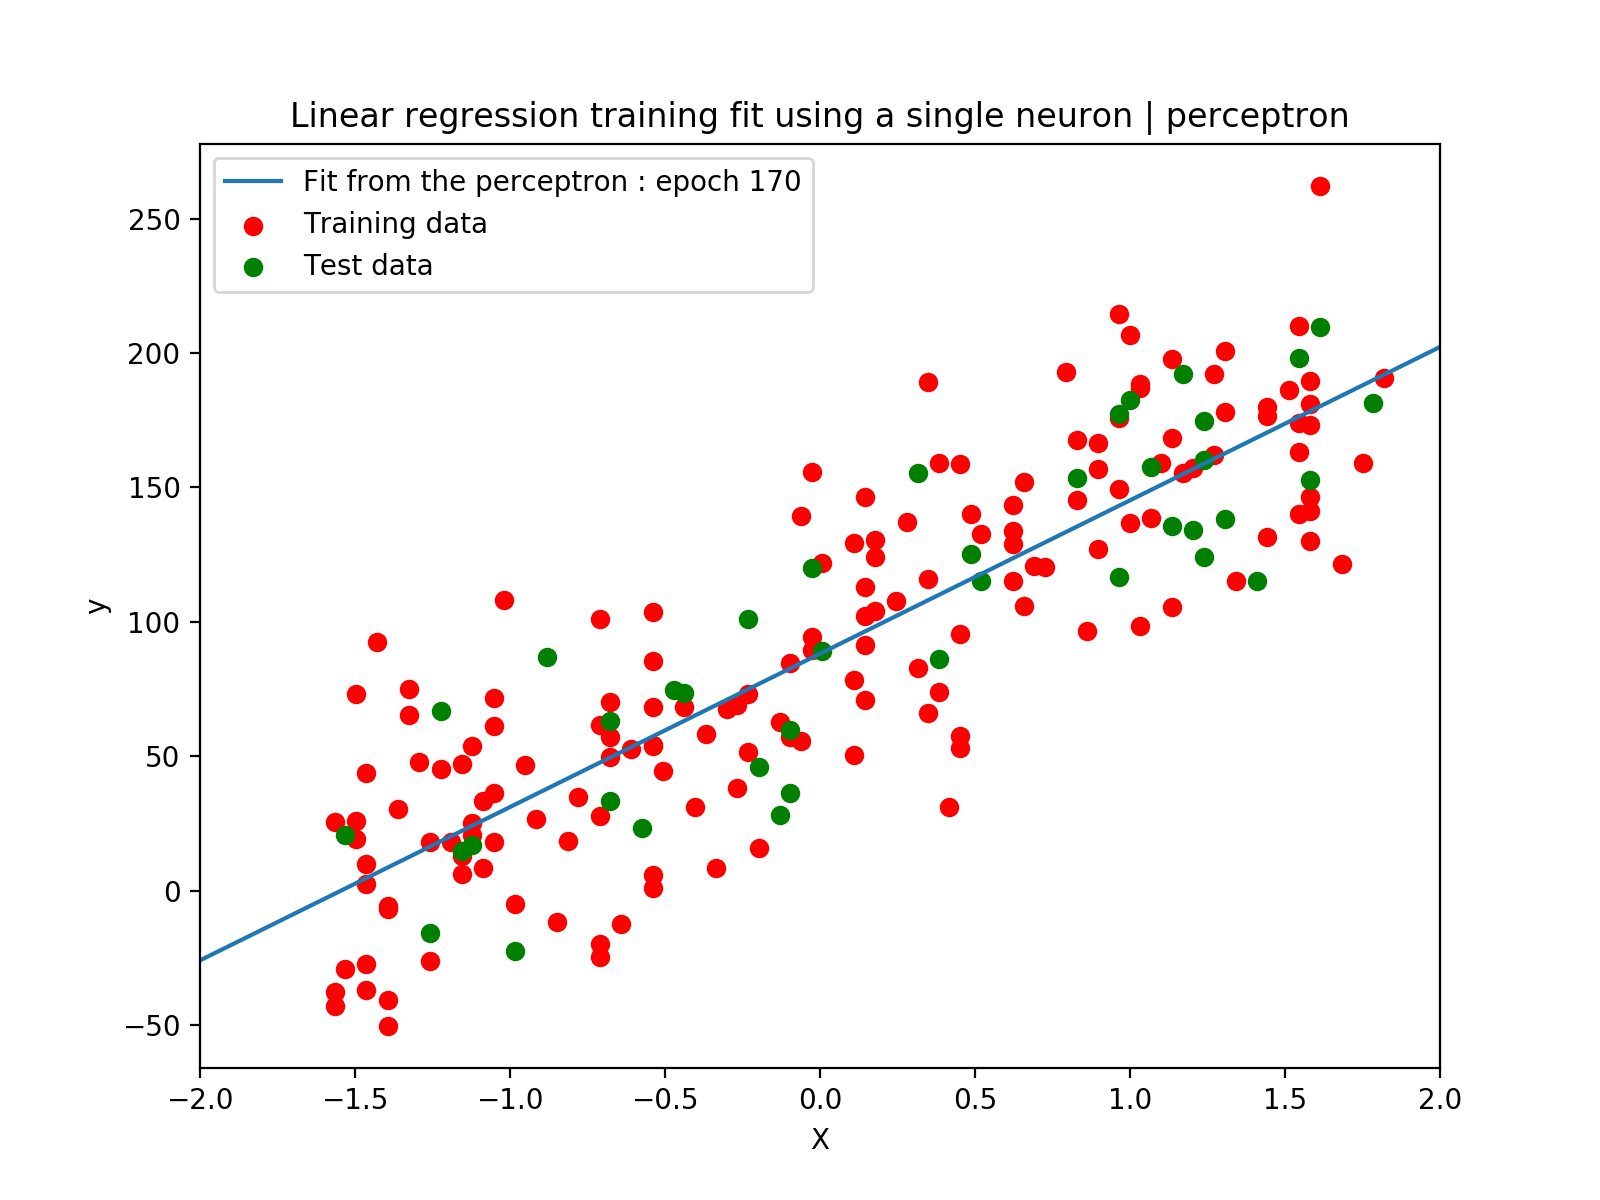 Linear regression training fit using a single neuron | perceptron
Fit from the perceptron : epoch 170
Training data
Test data
250
200
150
100
50
0
−50
y
−2.0 −1.5 −1.0 −0.5 0.0 0.5 1.0 1.5 2.0
X